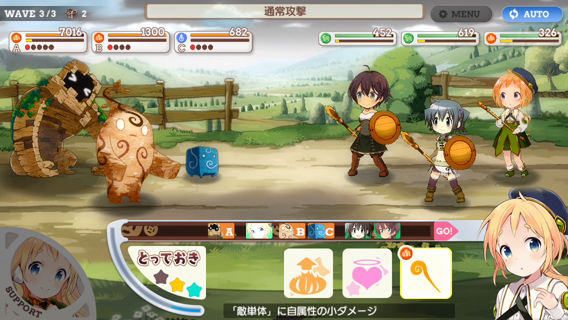 WAVE 3/3 2
通常攻撃
MENU
AUTO
7016
A
1300
B
682
C
452
619
326
A B C GO!
とっておき
SUPPORT
「敵単体」に自属性の小ダメージ